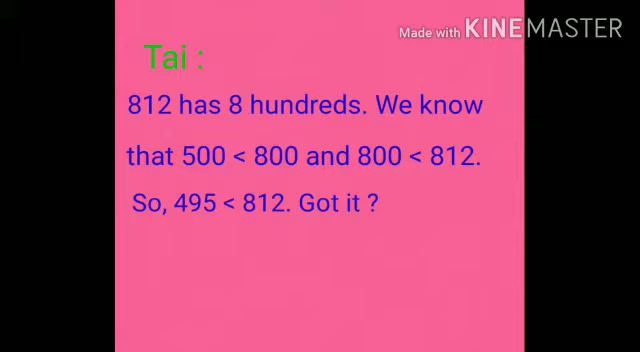 Made with KINEMASTER
Tai :
812 has 8 hundreds. We know
that 500 < 800 and 800 < 812.
So, 495 < 812. Got it ?